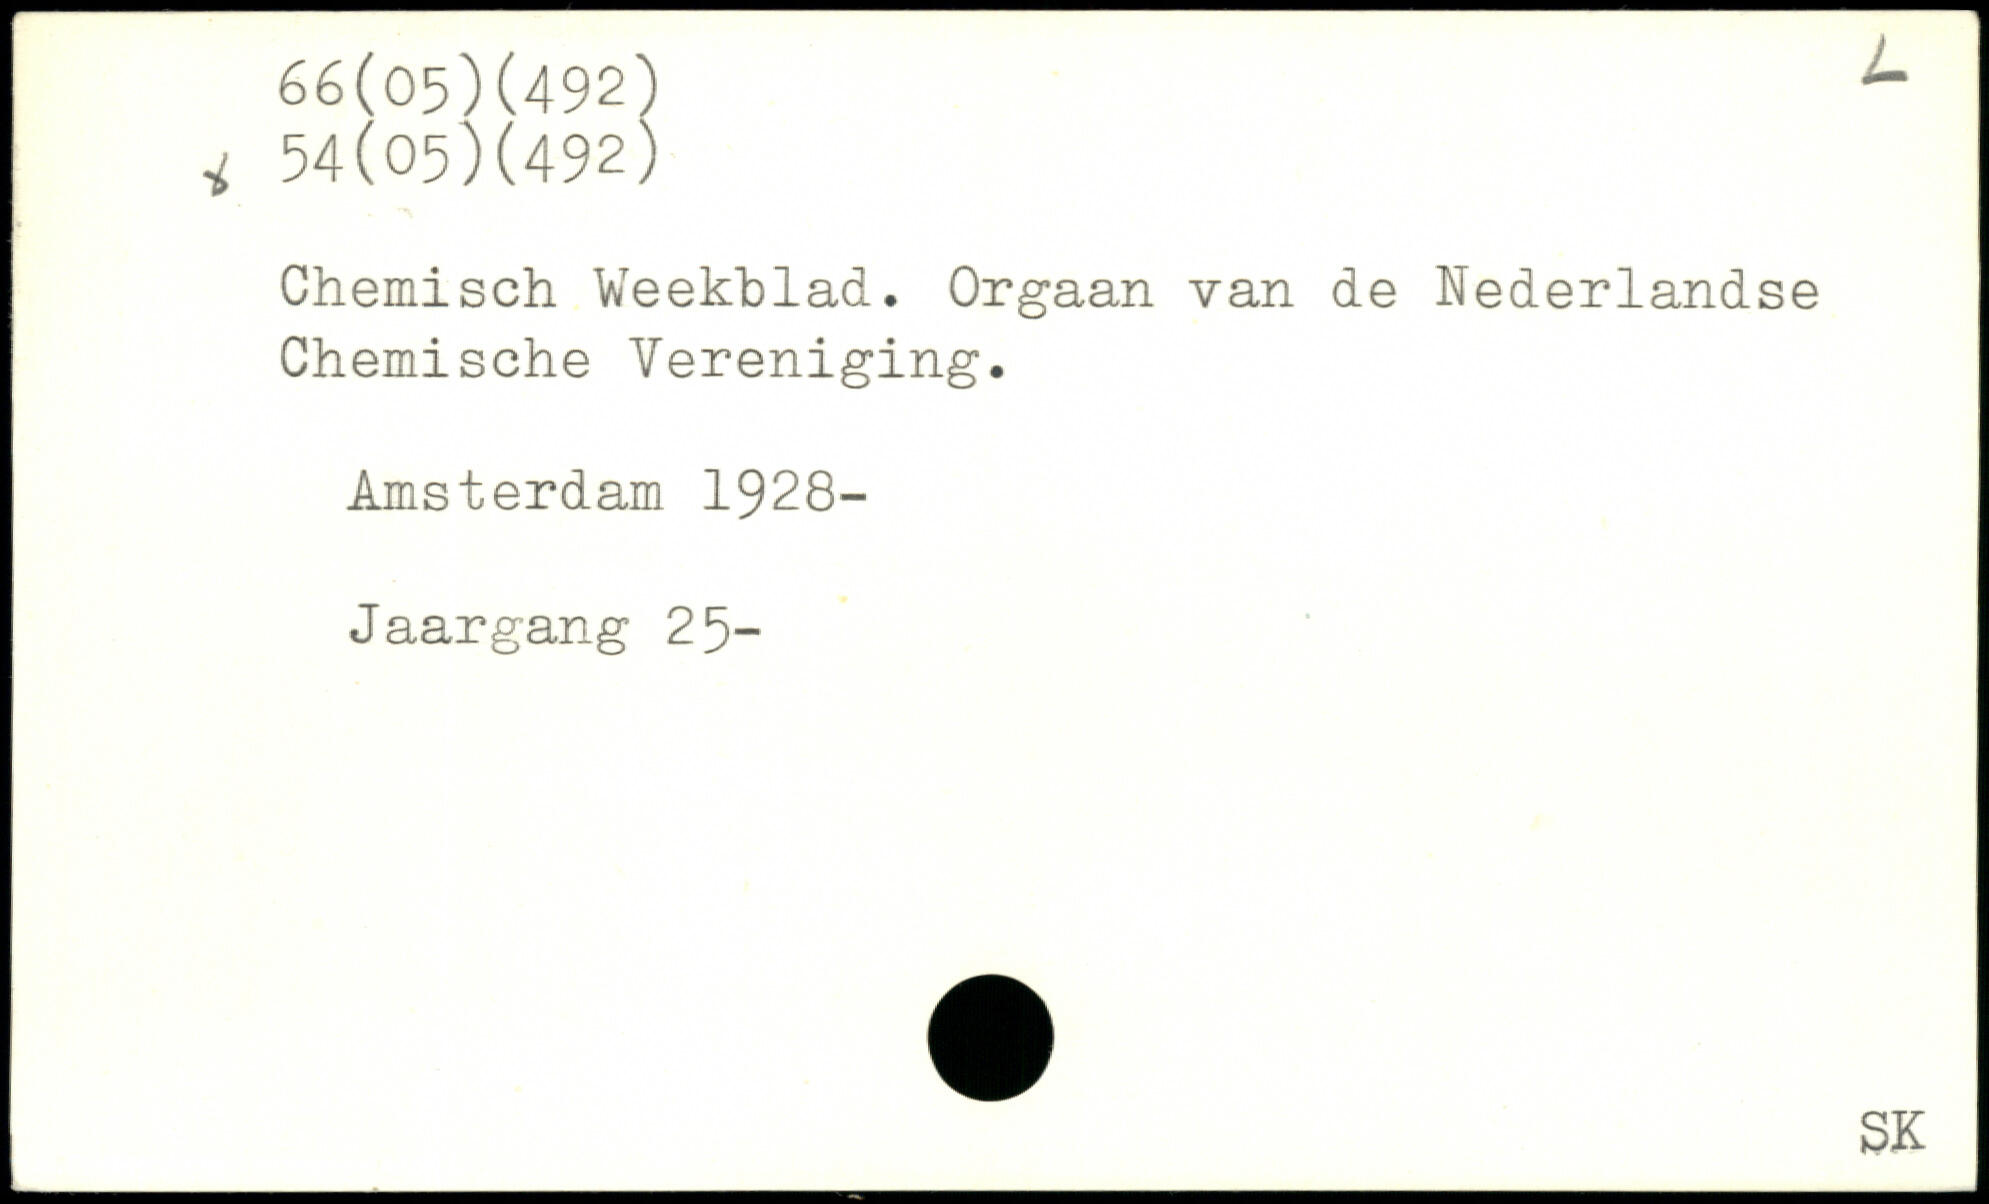 L
66(05)(492)
54(05)(492)
Chemisch Weekblad. Orgaan van de Nederlandse
Chemische Vereniging.
Amsterdam 1928-
Jaargang 25-
SK